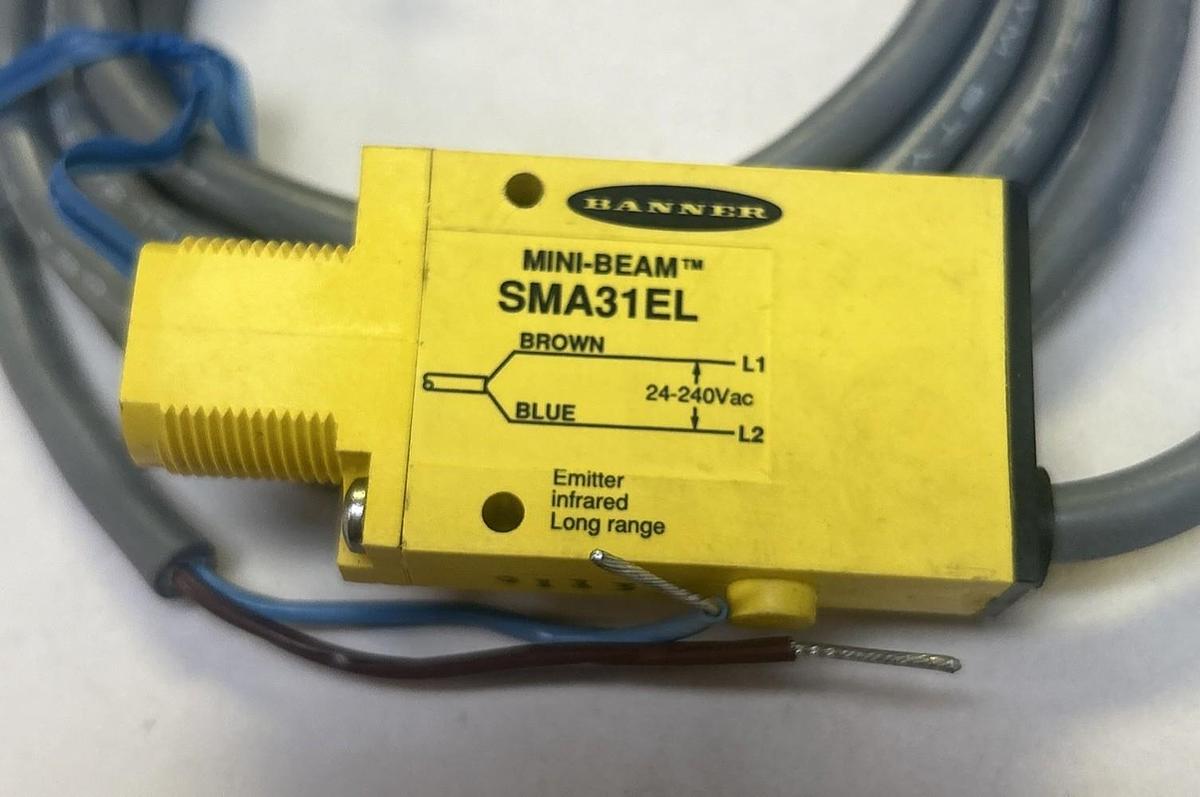 BANNER
MINI-BEAM™
SMA31EL
BROWN
L1
24-240Vac
BLUE
L2
Emitter
infrared
Long range